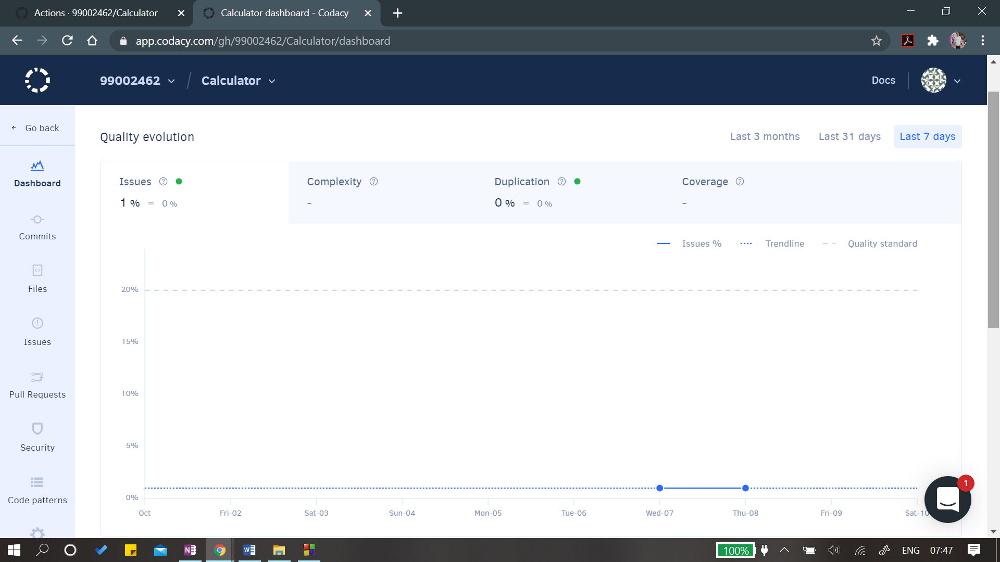 Actions · 99002462/Calculator
Calculator dashboard - Codacy
app.codacy.com/gh/99002462/Calculator/dashboard
99002462 / Calculator
Docs
Go back
Quality evolution
Last 3 months
Last 31 days
Last 7 days
Dashboard
Issues
1 % = 0 %
Complexity
-
Duplication
0 % = 0 %
Coverage
-
Commits
Files
Issues
Pull Requests
Security
Code patterns
Issues %
Trendline
Quality standard
20%
15%
10%
5%
0%
Oct
Fri-02
Sat-03
Sun-04
Mon-05
Tue-06
Wed-07
Thu-08
Fri-09
Sat-10
1
100%
ENG
07:47